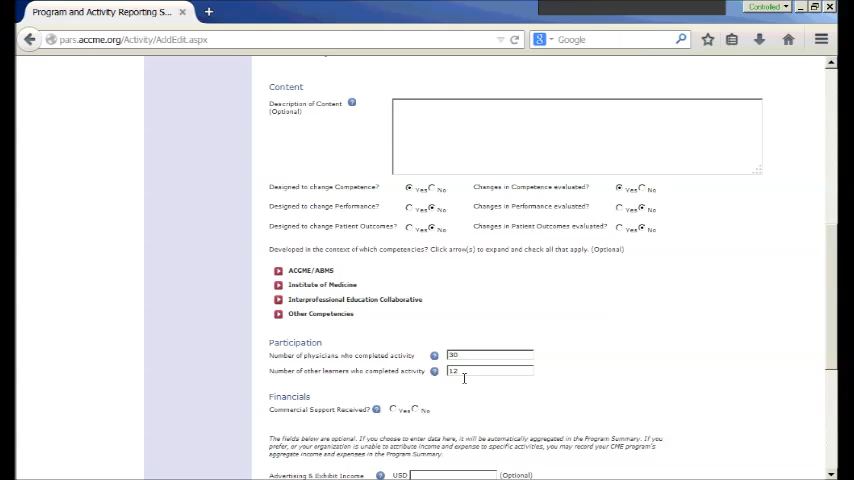 Program and Activity Reporting S...
Controlled
pars.accme.org/Activity/AddEdit.aspx
Google
Content
Description of Content
(Optional)
Designed to change Competence? Yes No Changes in Competence evaluated? Yes No
Designed to change Performance? Yes No Changes in Performance evaluated? Yes No
Designed to change Patient Outcomes? Yes No Changes in Patient Outcomes evaluated? Yes No
Developed in the context of which competencies? Click arrow(s) to expand and check all that apply. (Optional)
ACGME/ABMS
Institute of Medicine
Interprofessional Education Collaborative
Other Competencies
Participation
Number of physicians who completed activity 30
Number of other learners who completed activity 12
Financials
Commercial Support Received? Yes No
The fields below are optional. If you choose to enter data here, it will be automatically aggregated in the Program Summary. If you
prefer, or your organization is unable to attribute income and expense to specific activities, you may record your CME program's
aggregate income and expenses in the Program Summary.
Advertising & Exhibit Income USD (Optional)